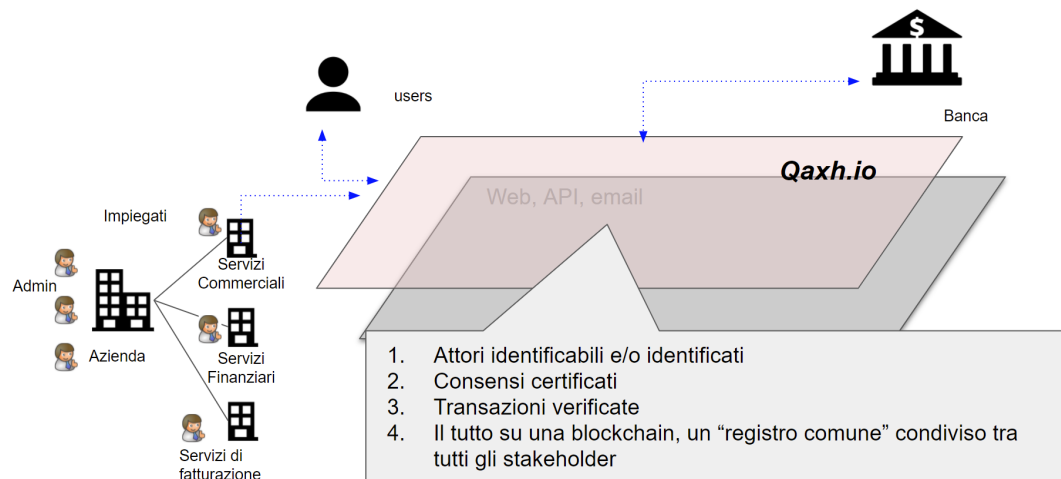 $
users
Banca
Qaxh.io
Web, API, email
Impiegati
Servizi
Commerciali
Admin
Azienda
Servizi
Finanziari
Servizi di
fatturazione
1. Attori identificabili e/o identificati
2. Consensi certificati
3. Transazioni verificate
4. Il tutto su una blockchain, un “registro comune” condiviso tra
tutti gli stakeholder